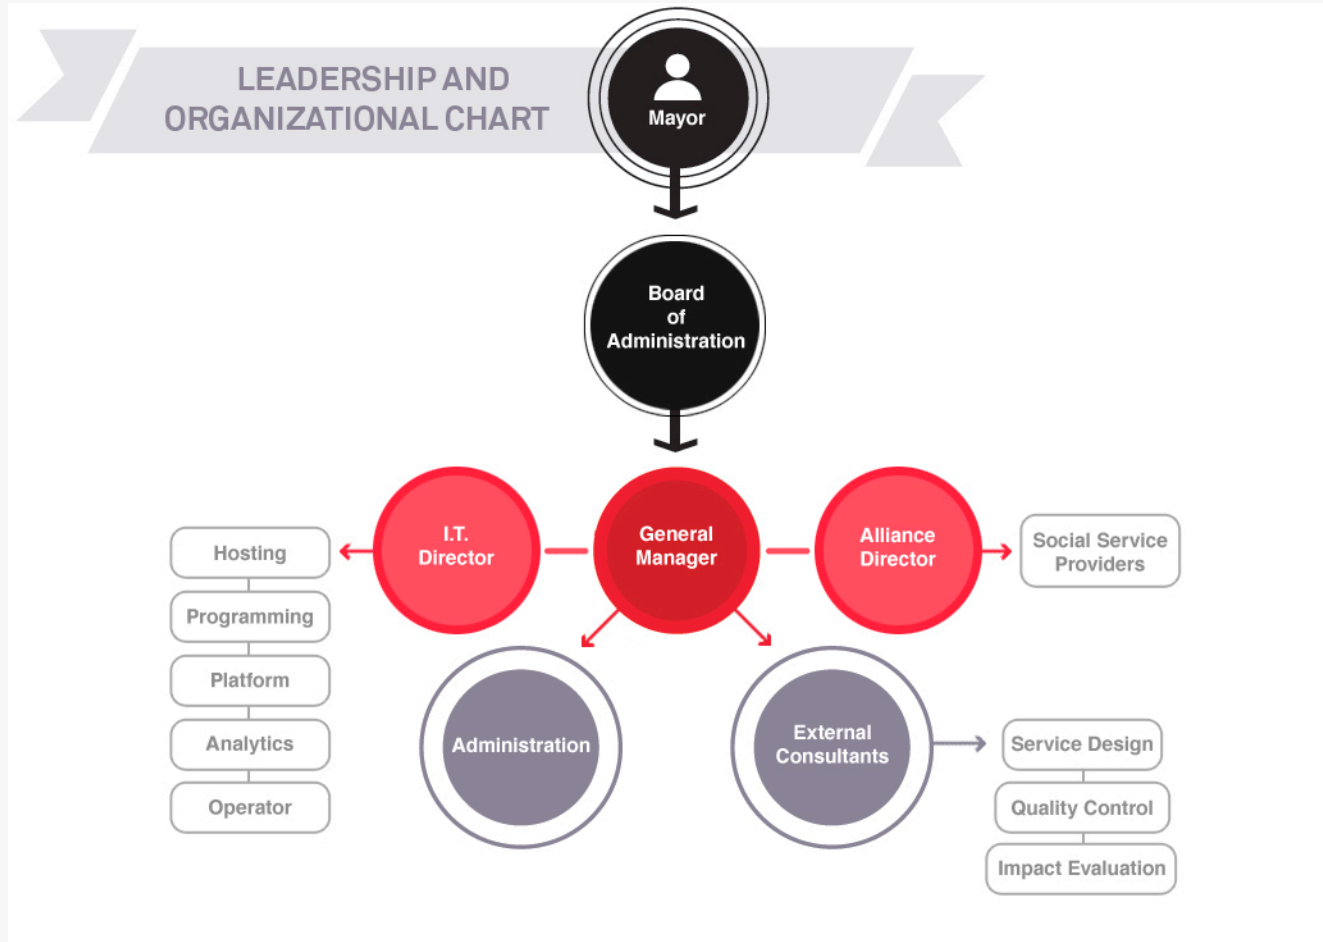 LEADERSHIP AND
ORGANIZATIONAL CHART
Mayor
Board
of
Administration
I.T.
Director
General
Manager
Alliance
Director
Social Service
Providers
Hosting
Programming
Platform
Analytics
Operator
Administration
External
Consultants
Service Design
Quality Control
Impact Evaluation